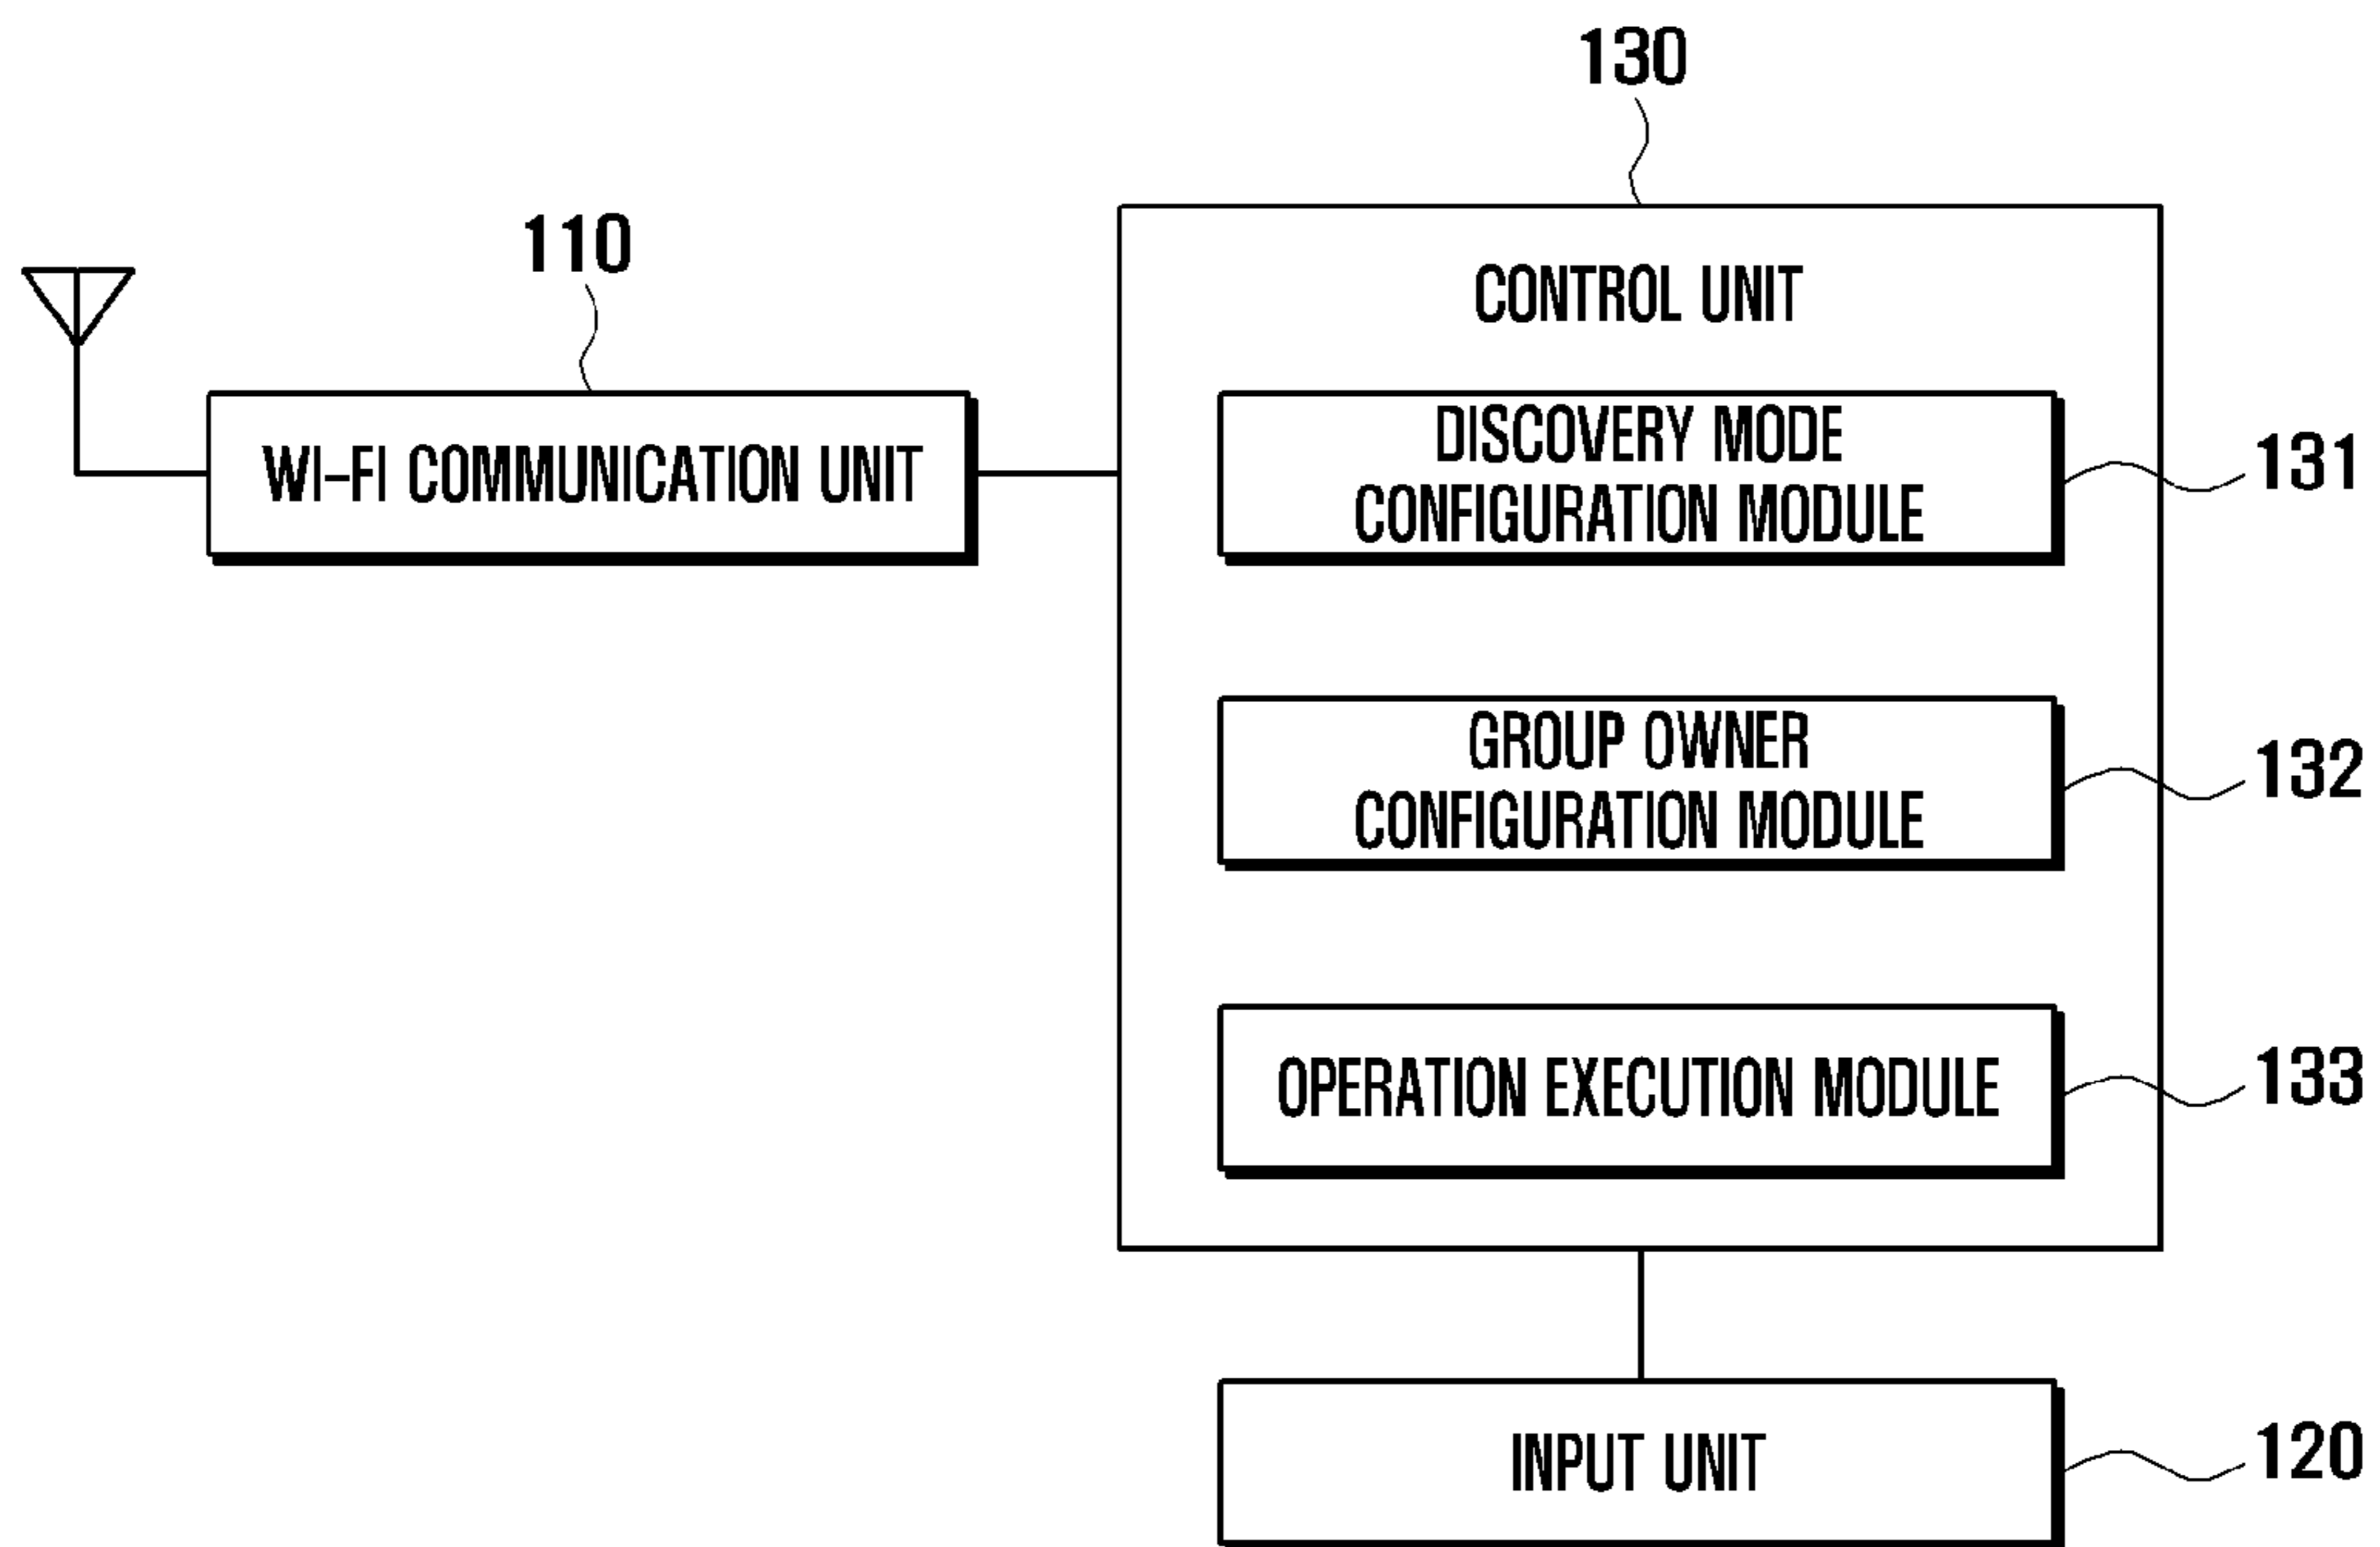 130
110
CONTROL UNIT
WI-FI COMMUNICATION UNIT
DISCOVERY MODE
CONFIGURATION MODULE
131
GROUP OWNER
CONFIGURATION MODULE
132
OPERATION EXECUTION MODULE
133
INPUT UNIT
120